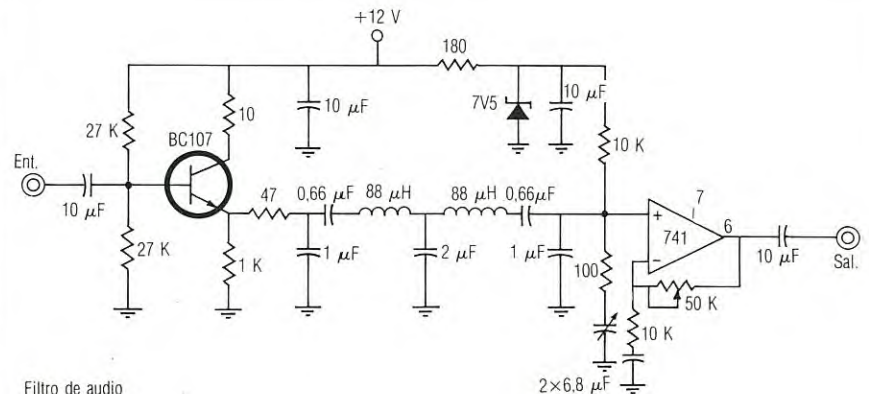 +12 V
180
10
10 µF
7V5
10 µF
27 K
BC107
10 K
Ent.
47
0,66 µF
88 µH
88 µH
0,66µF
+
7
6
741
−
10 µF
Sal.
10 µF
27 K
1 K
1 µF
2 µF
1 µF
100
50 K
10 K
2×6,8 µF
Filtro de audio